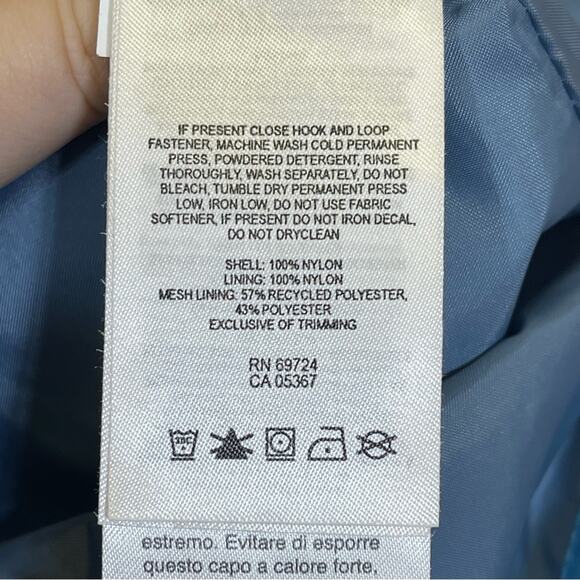 IF PRESENT CLOSE HOOK AND LOOP
FASTENER, MACHINE WASH COLD PERMANENT
PRESS, POWDERED DETERGENT, RINSE
THOROUGHLY, WASH SEPARATELY, DO NOT
BLEACH, TUMBLE DRY PERMANENT PRESS
LOW, IRON LOW, DO NOT USE FABRIC
SOFTENER, IF PRESENT DO NOT IRON DECAL,
DO NOT DRYCLEAN
SHELL: 100% NYLON
LINING: 100% NYLON
MESH LINING: 57% RECYCLED POLYESTER,
43% POLYESTER
EXCLUSIVE OF TRIMMING
RN 69724
CA 05367
30C
estremo. Evitare di esporre
questo capo a calore forte,